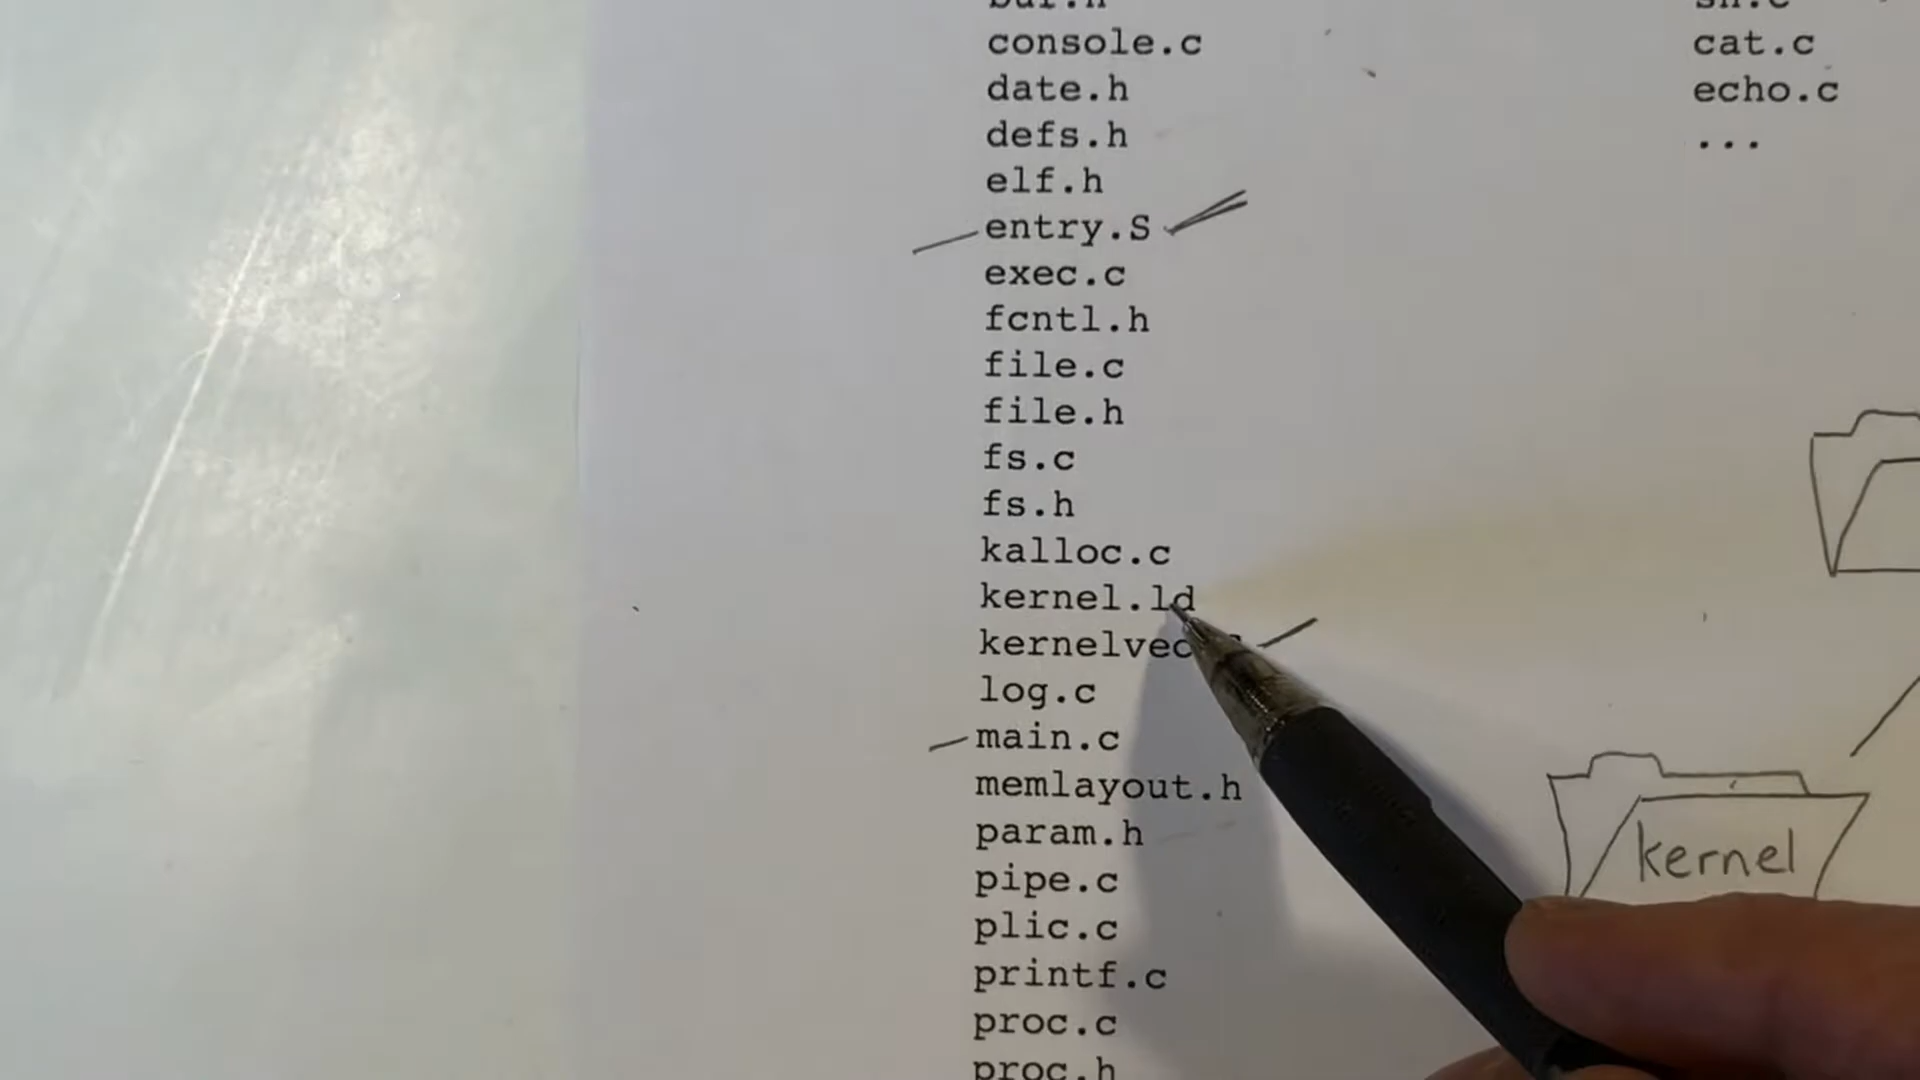 console.c
date.h
defs.h
elf.h
entry.S
exec.c
fcntl.h
file.c
file.h
fs.c
fs.h
kalloc.c
kernel.ld
log.c
main.c
memlayout.h
param.h
pipe.c
plic.c
printf.c
proc.c
proc.h
cat.c
echo.c
...
kernel